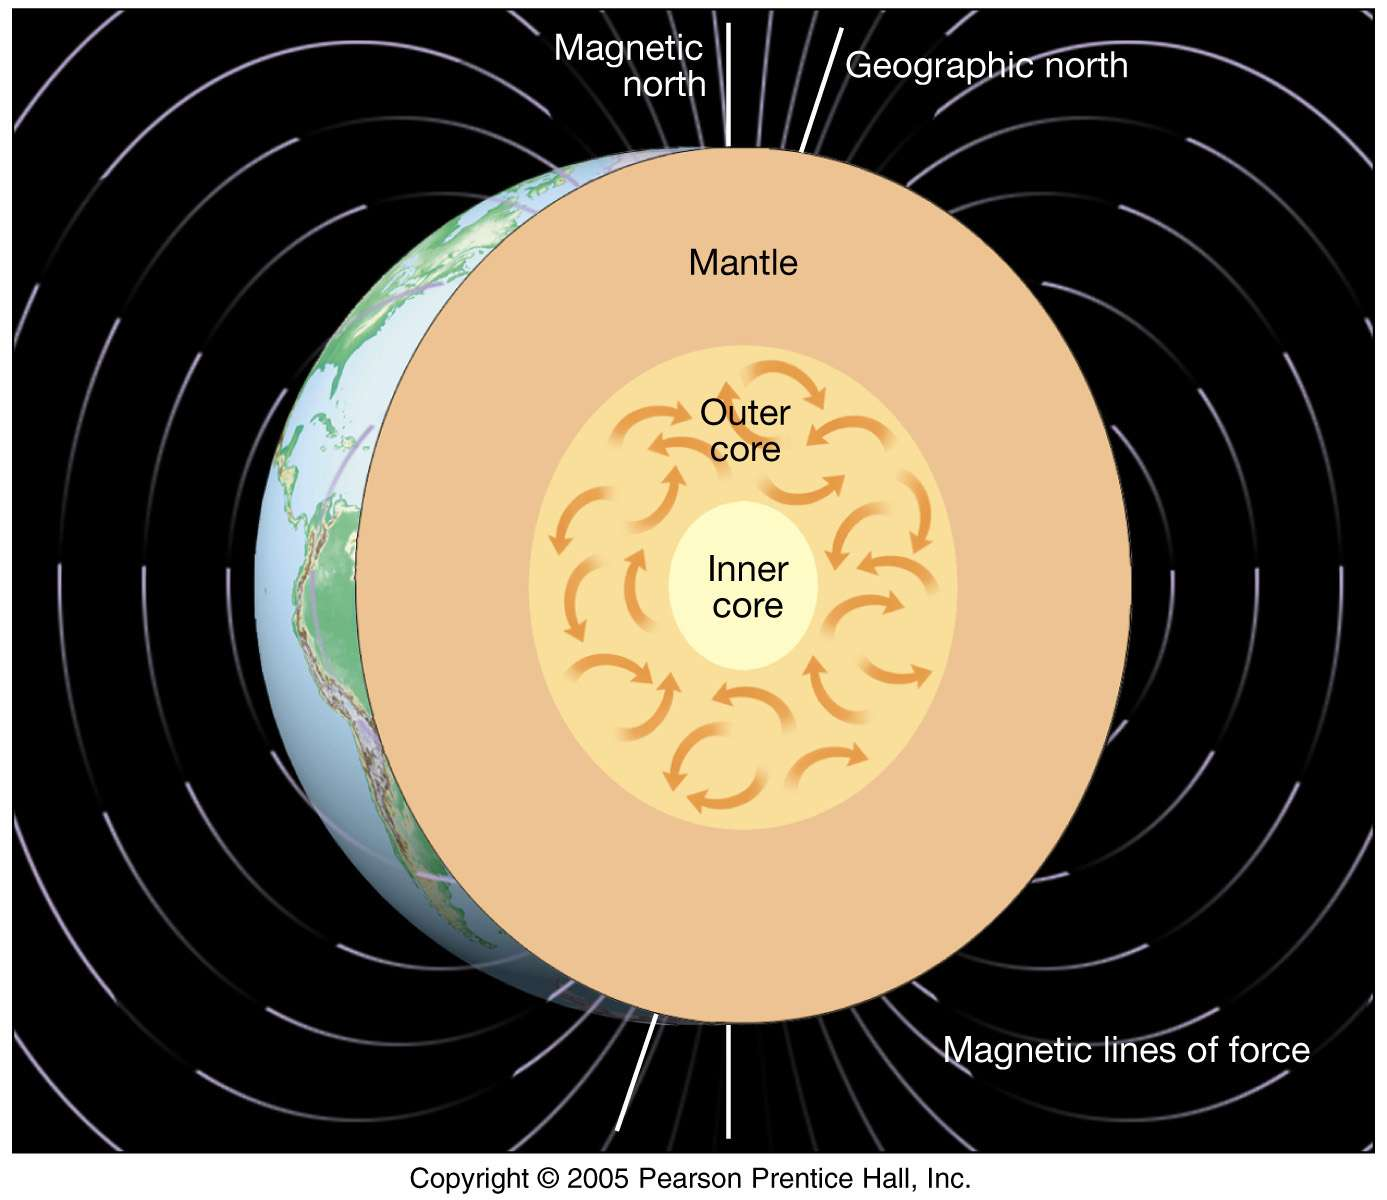 Magnetic
north
Geographic north
Mantle
Outer
core
Inner
core
Magnetic lines of force
Copyright © 2005 Pearson Prentice Hall, Inc.